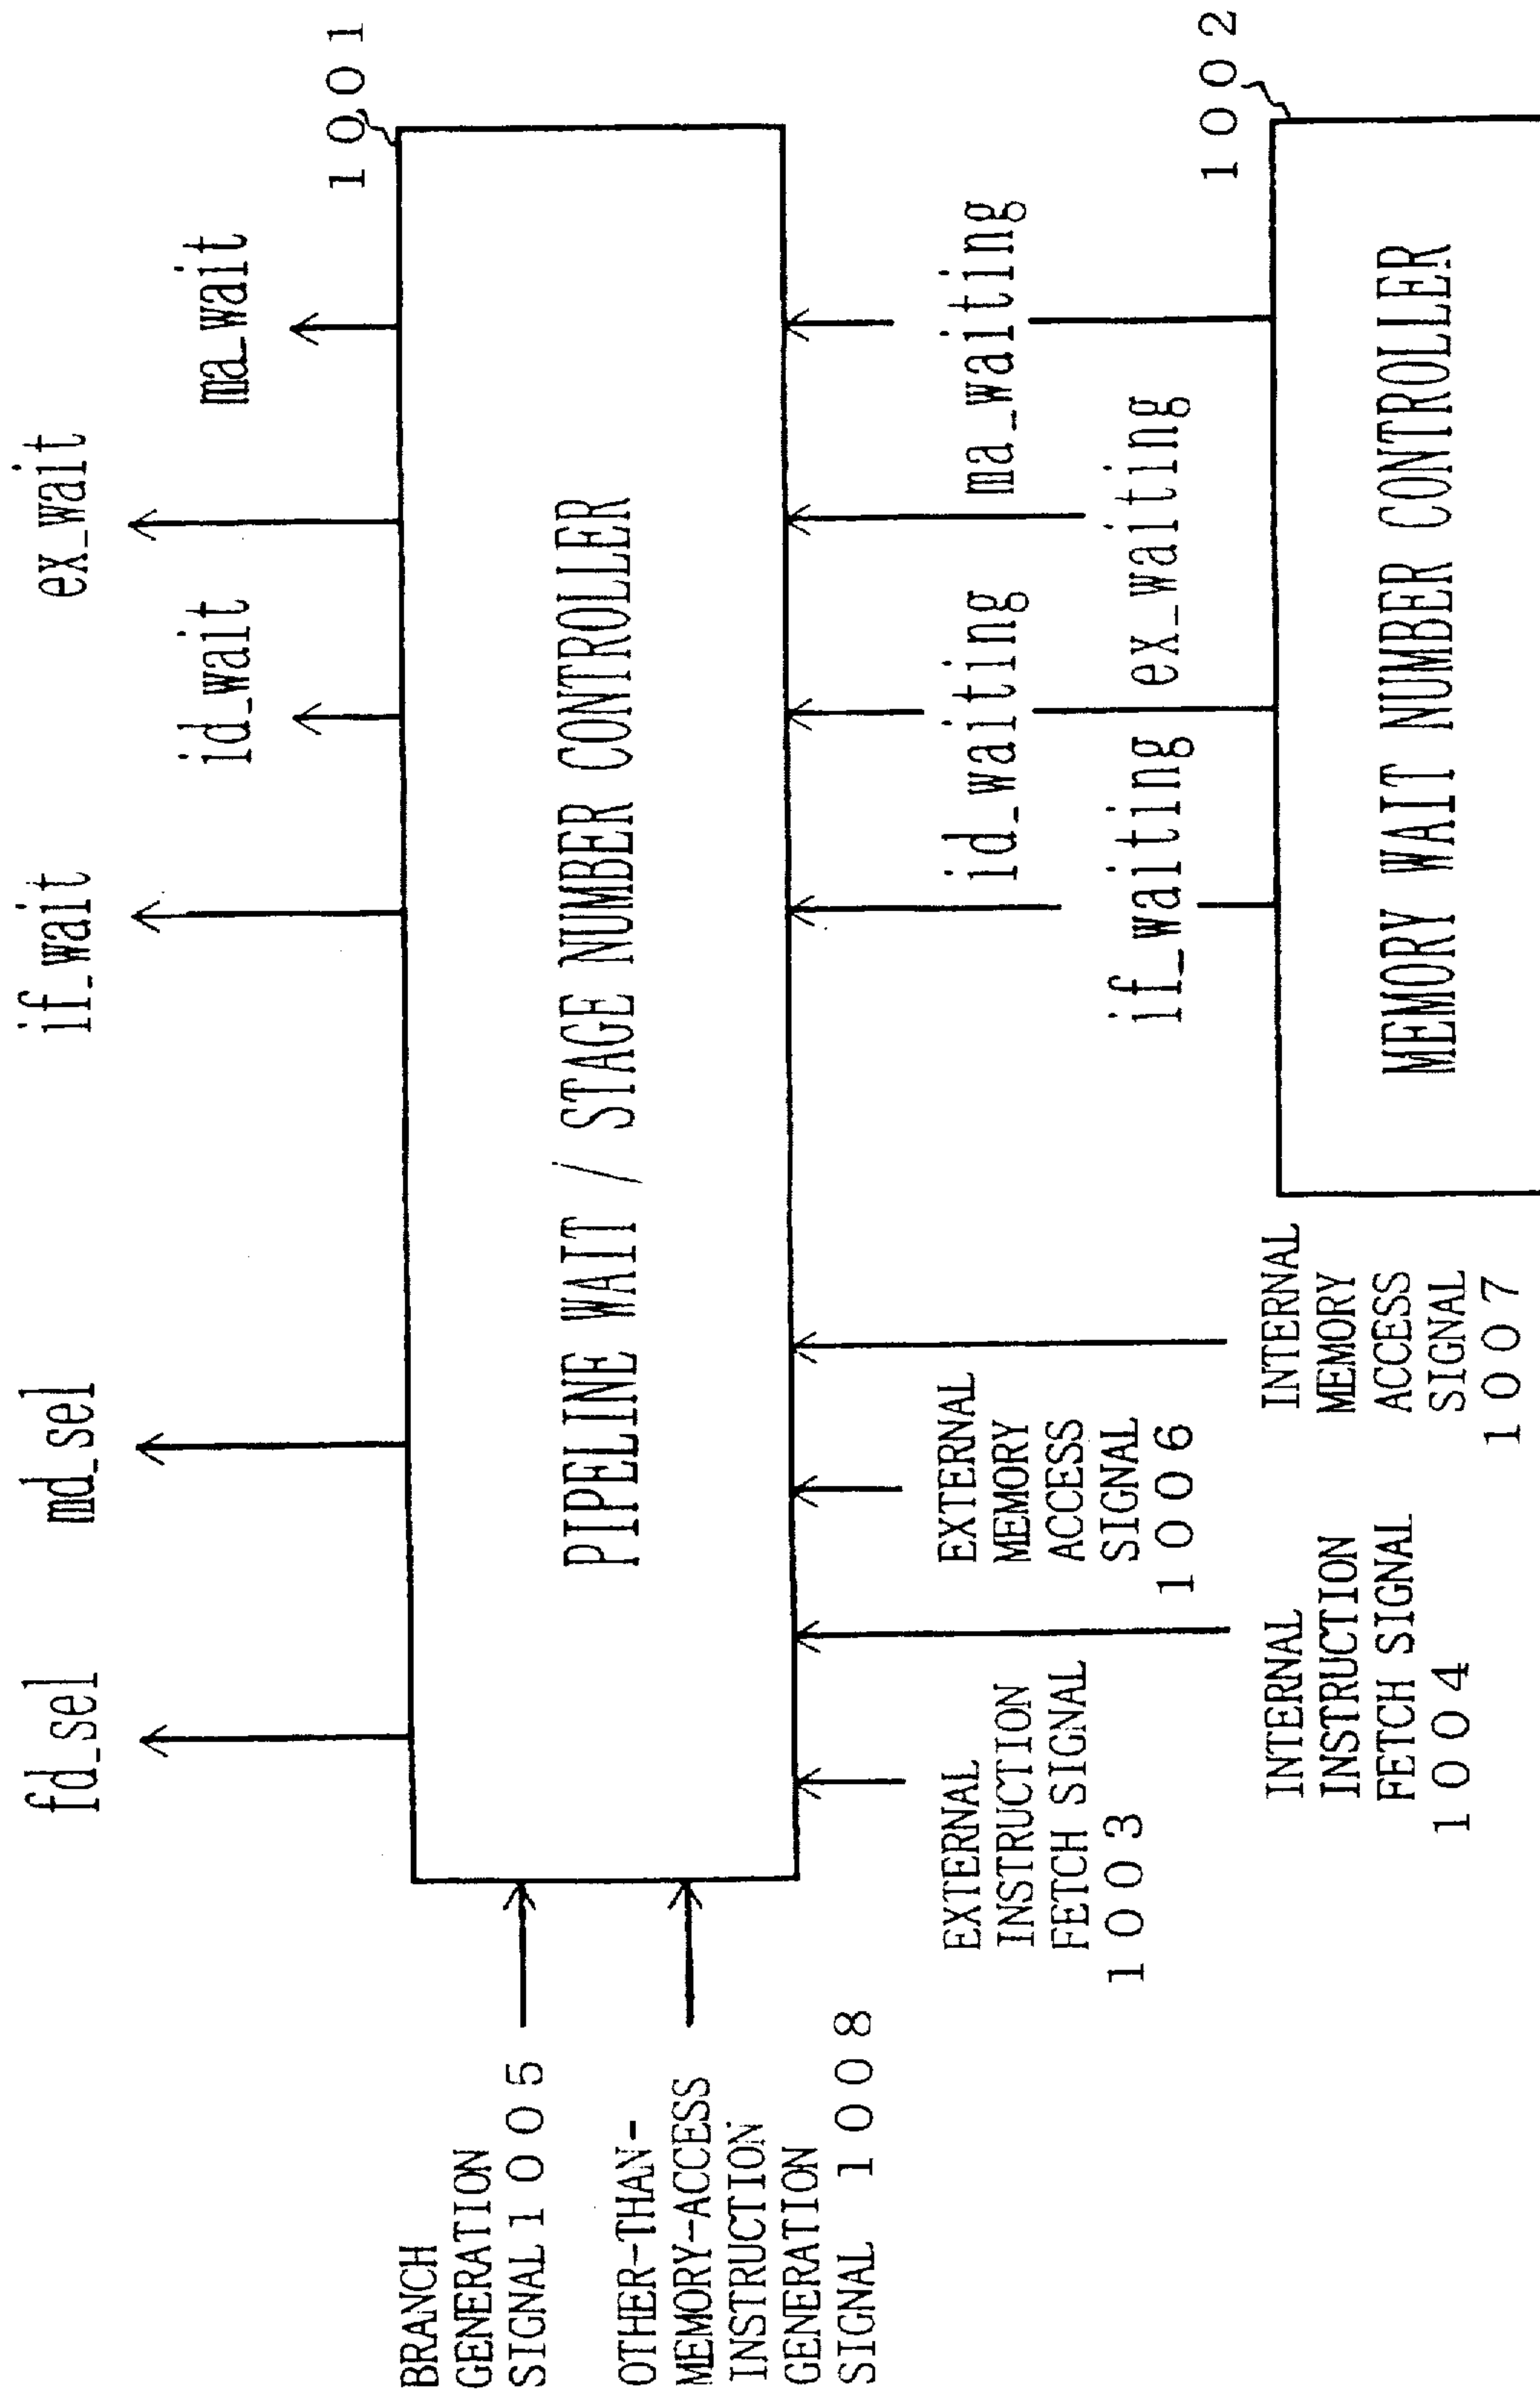 fd_sel
md_sel
if_wait
id_wait
ex_wait
ma_wait
1001
BRANCH
GENERATION
SIGNAL 1005
OTHER-THAN-
MEMORY-ACCESS
INSTRUCTION
GENERATION
SIGNAL 1008
PIPELINE WAIT / STAGE NUMBER CONTROLLER
EXTERNAL
INSTRUCTION
FETCH SIGNAL
1003
INTERNAL
INSTRUCTION
FETCH SIGNAL
1004
EXTERNAL
MEMORY
ACCESS
SIGNAL
1006
INTERNAL
MEMORY
ACCESS
SIGNAL
1007
if_waiting
id_waiting
ex_waiting
ma_waiting
1002
MEMORY WAIT NUMBER CONTROLLER